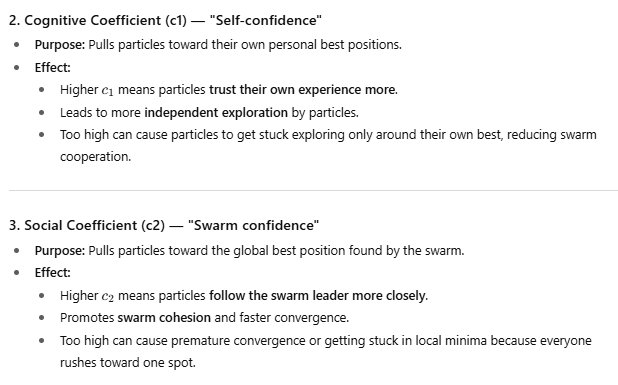 2. Cognitive Coefficient (c1) — "Self-confidence"
• Purpose: Pulls particles toward their own personal best positions.
• Effect:
• Higher c₁ means particles trust their own experience more.
• Leads to more independent exploration by particles.
• Too high can cause particles to get stuck exploring only around their own best, reducing swarm
cooperation.
3. Social Coefficient (c2) — "Swarm confidence"
• Purpose: Pulls particles toward the global best position found by the swarm.
• Effect:
• Higher c₂ means particles follow the swarm leader more closely.
• Promotes swarm cohesion and faster convergence.
• Too high can cause premature convergence or getting stuck in local minima because everyone
rushes toward one spot.